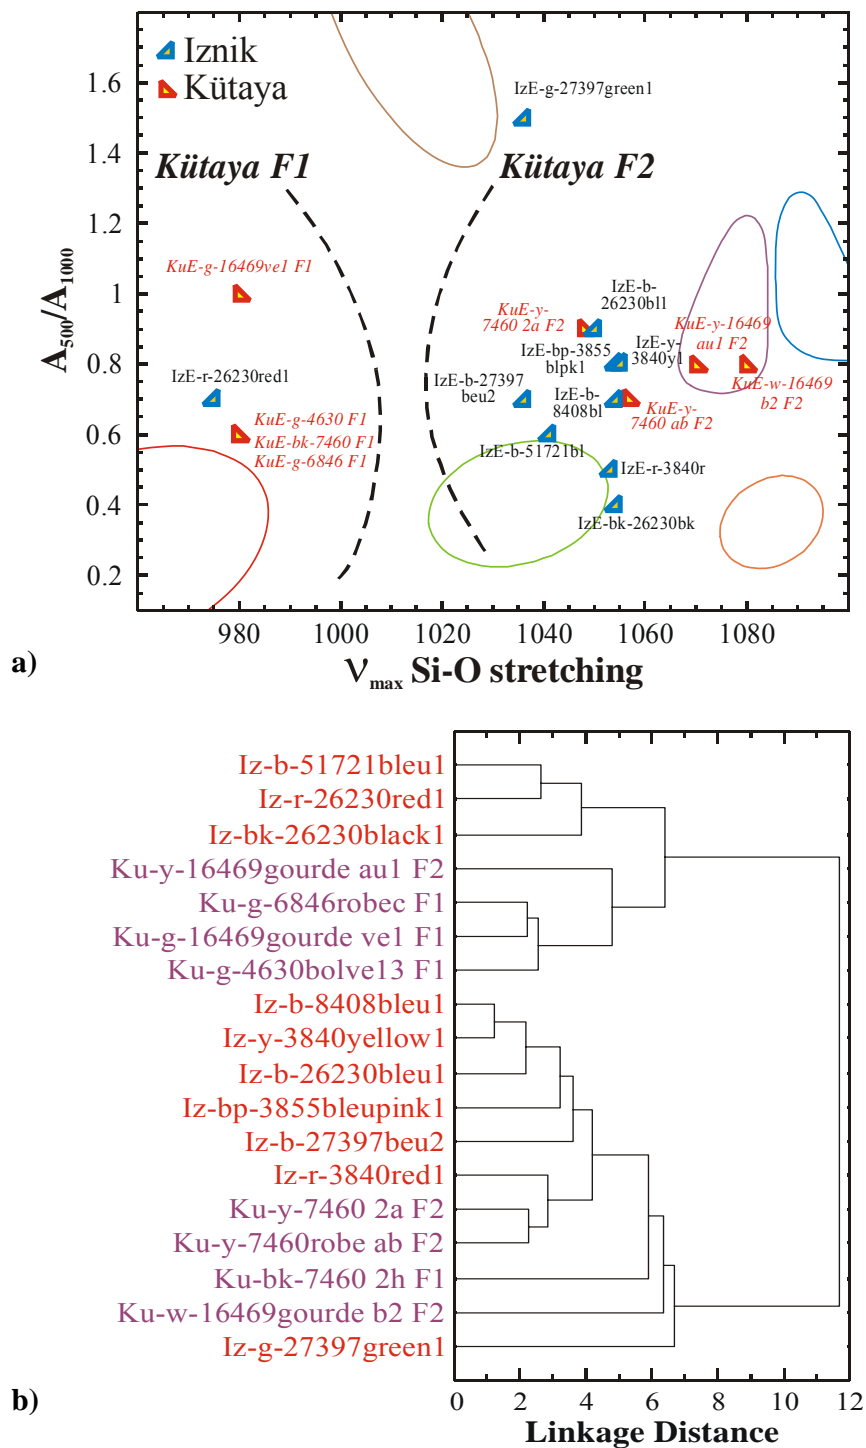 a)
Iznik
Kütaya
IzE-g-27397green1
Kütaya F1
Kütaya F2
KuE-g-16469ve1 F1
IzE-b-
26230bl1
KuE-y-
7460 2a F2
KuE-y-16469
au1 F2
IzE-bp-3855
blpk1
IzE-y-
3840y1
IzE-r-26230red1
IzE-b-27397
beu2
IzE-b-
8408bl
KuE-w-16469
b2 F2
KuE-g-4630 F1
KuE-bk-7460 F1
KuE-g-6846 F1
KuE-y-
7460 ab F2
IzE-b-51721bl
IzE-r-3840r
IzE-bk-26230bk
A500/A1000
1.6
1.4
1.2
1
0.8
0.6
0.4
0.2
980 1000 1020 1040 1060 1080
νmax Si-O stretching
Iz-b-51721bleu1
Iz-r-26230red1
Iz-bk-26230black1
Ku-y-16469gourde au1 F2
Ku-g-6846robec F1
Ku-g-16469gourde ve1 F1
Ku-g-4630bolve13 F1
Iz-b-8408bleu1
Iz-y-3840yellow1
Iz-b-26230bleu1
Iz-bp-3855bleupink1
Iz-b-27397beu2
Iz-r-3840red1
Ku-y-7460 2a F2
Ku-y-7460robe ab F2
Ku-bk-7460 2h F1
Ku-w-16469gourde b2 F2
Iz-g-27397green1
0 2 4 6 8 10 12
b)
Linkage Distance